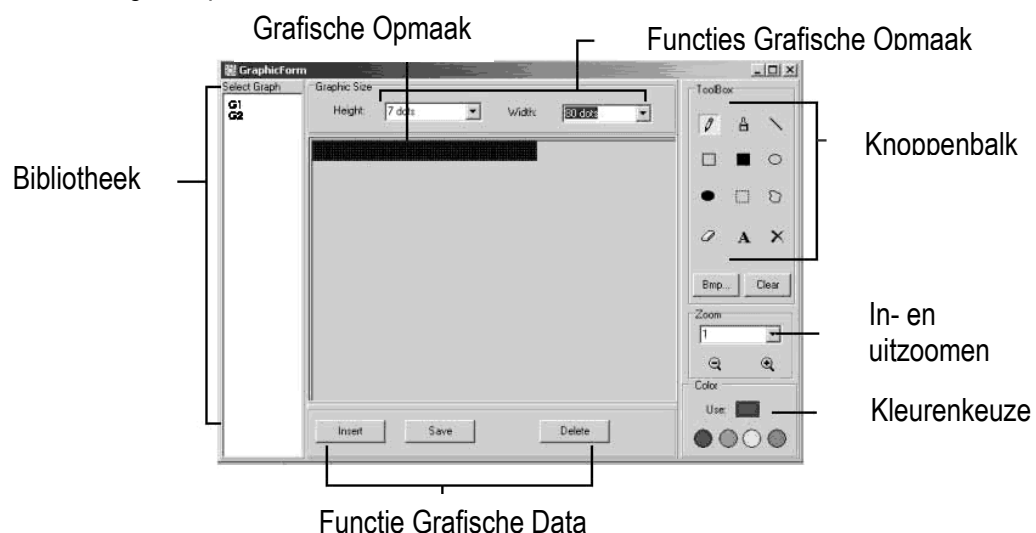 Grafische Opmaak
Functies Grafische Opmaak
GraphicForm
Select Graph
Graphic Size
ToolBox
G1
G2
Height: 7 dots
Width: 80 dots
Knoppenbalk
Bibliotheek
A
Bmp...
Clear
Zoom
1
In- en
uitzoomen
Color
Use:
Kleurenkeuze
Insert
Save
Delete
Functie Grafische Data